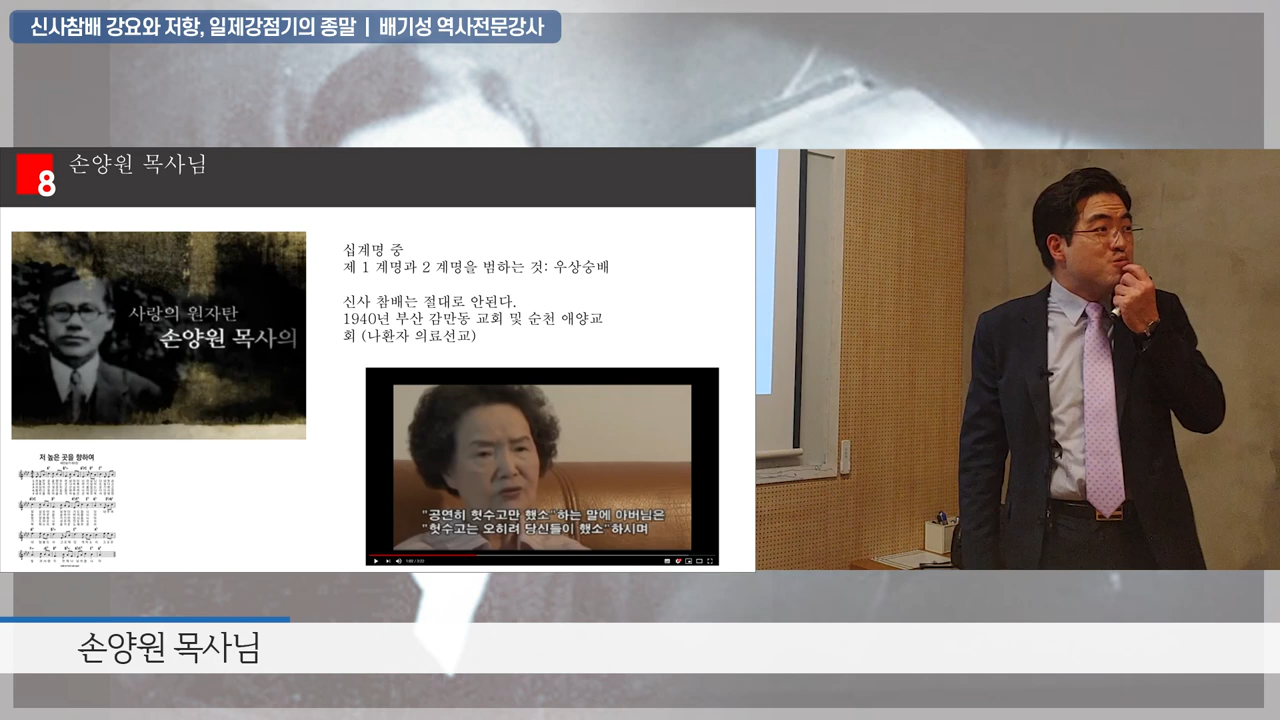 신사참배 강요와 저항, 일제강점기의 종말 | 배기성 역사전문강사
8
손양원 목사님
사랑의 원자탄
손양원 목사의
십계명 중
제 1 계명과 2 계명을 범하는 것: 우상숭배
신사 참배는 절대로 안된다.
1940년 부산 감만동 교회 및 순천 애양교
회 (나환자 의료선교)
저 높은 곳을 향하여
"공연히 헛수고만 했소"하는 말에 아버님은
"헛수고는 오히려 당신들이 했소"하시며
손양원 목사님